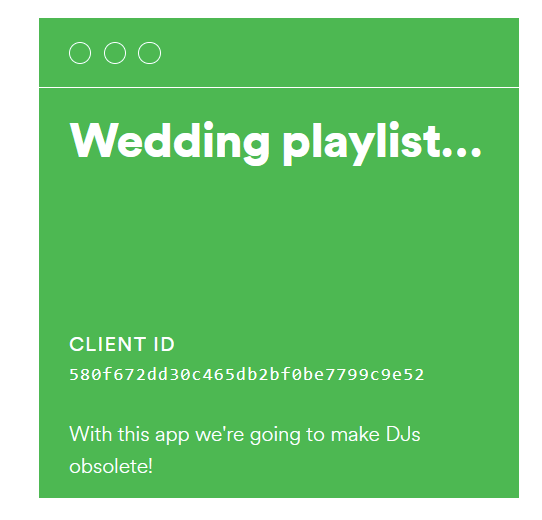 Wedding playlist...
CLIENT ID
580f672dd30c465db2bf0be7799c9e52
With this app we're going to make DJs
obsolete!